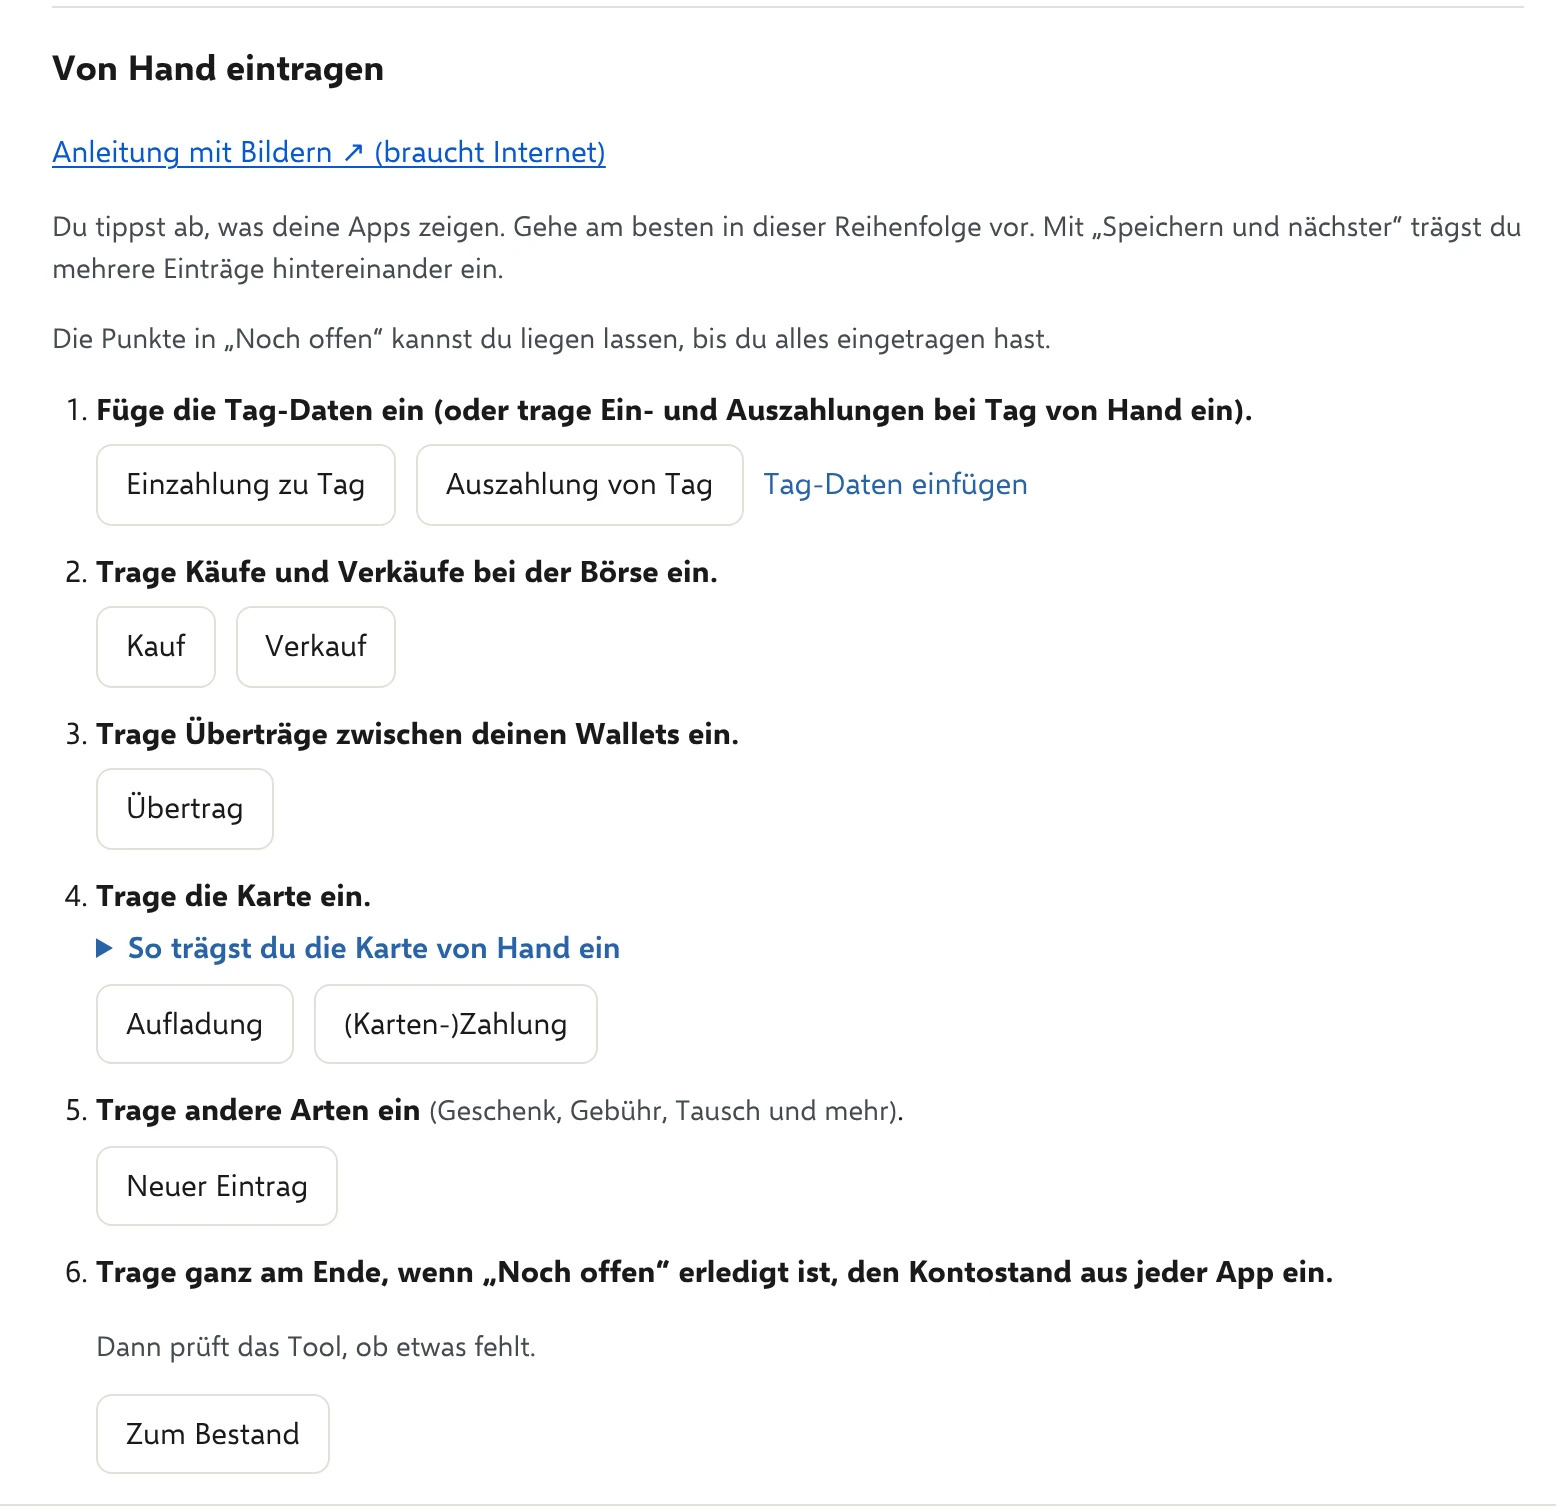 Von Hand eintragen
Anleitung mit Bildern ↗ (braucht Internet)
Du tippst ab, was deine Apps zeigen. Gehe am besten in dieser Reihenfolge vor. Mit „Speichern und nächster“ trägst du
mehrere Einträge hintereinander ein.
Die Punkte in „Noch offen“ kannst du liegen lassen, bis du alles eingetragen hast.
1. Füge die Tag-Daten ein (oder trage Ein- und Auszahlungen bei Tag von Hand ein).
Einzahlung zu Tag Auszahlung von Tag Tag-Daten einfügen
2. Trage Käufe und Verkäufe bei der Börse ein.
Kauf Verkauf
3. Trage Überträge zwischen deinen Wallets ein.
Übertrag
4. Trage die Karte ein.
▶ So trägst du die Karte von Hand ein
Aufladung (Karten-)Zahlung
5. Trage andere Arten ein (Geschenk, Gebühr, Tausch und mehr).
Neuer Eintrag
6. Trage ganz am Ende, wenn „Noch offen“ erledigt ist, den Kontostand aus jeder App ein.
Dann prüft das Tool, ob etwas fehlt.
Zum Bestand